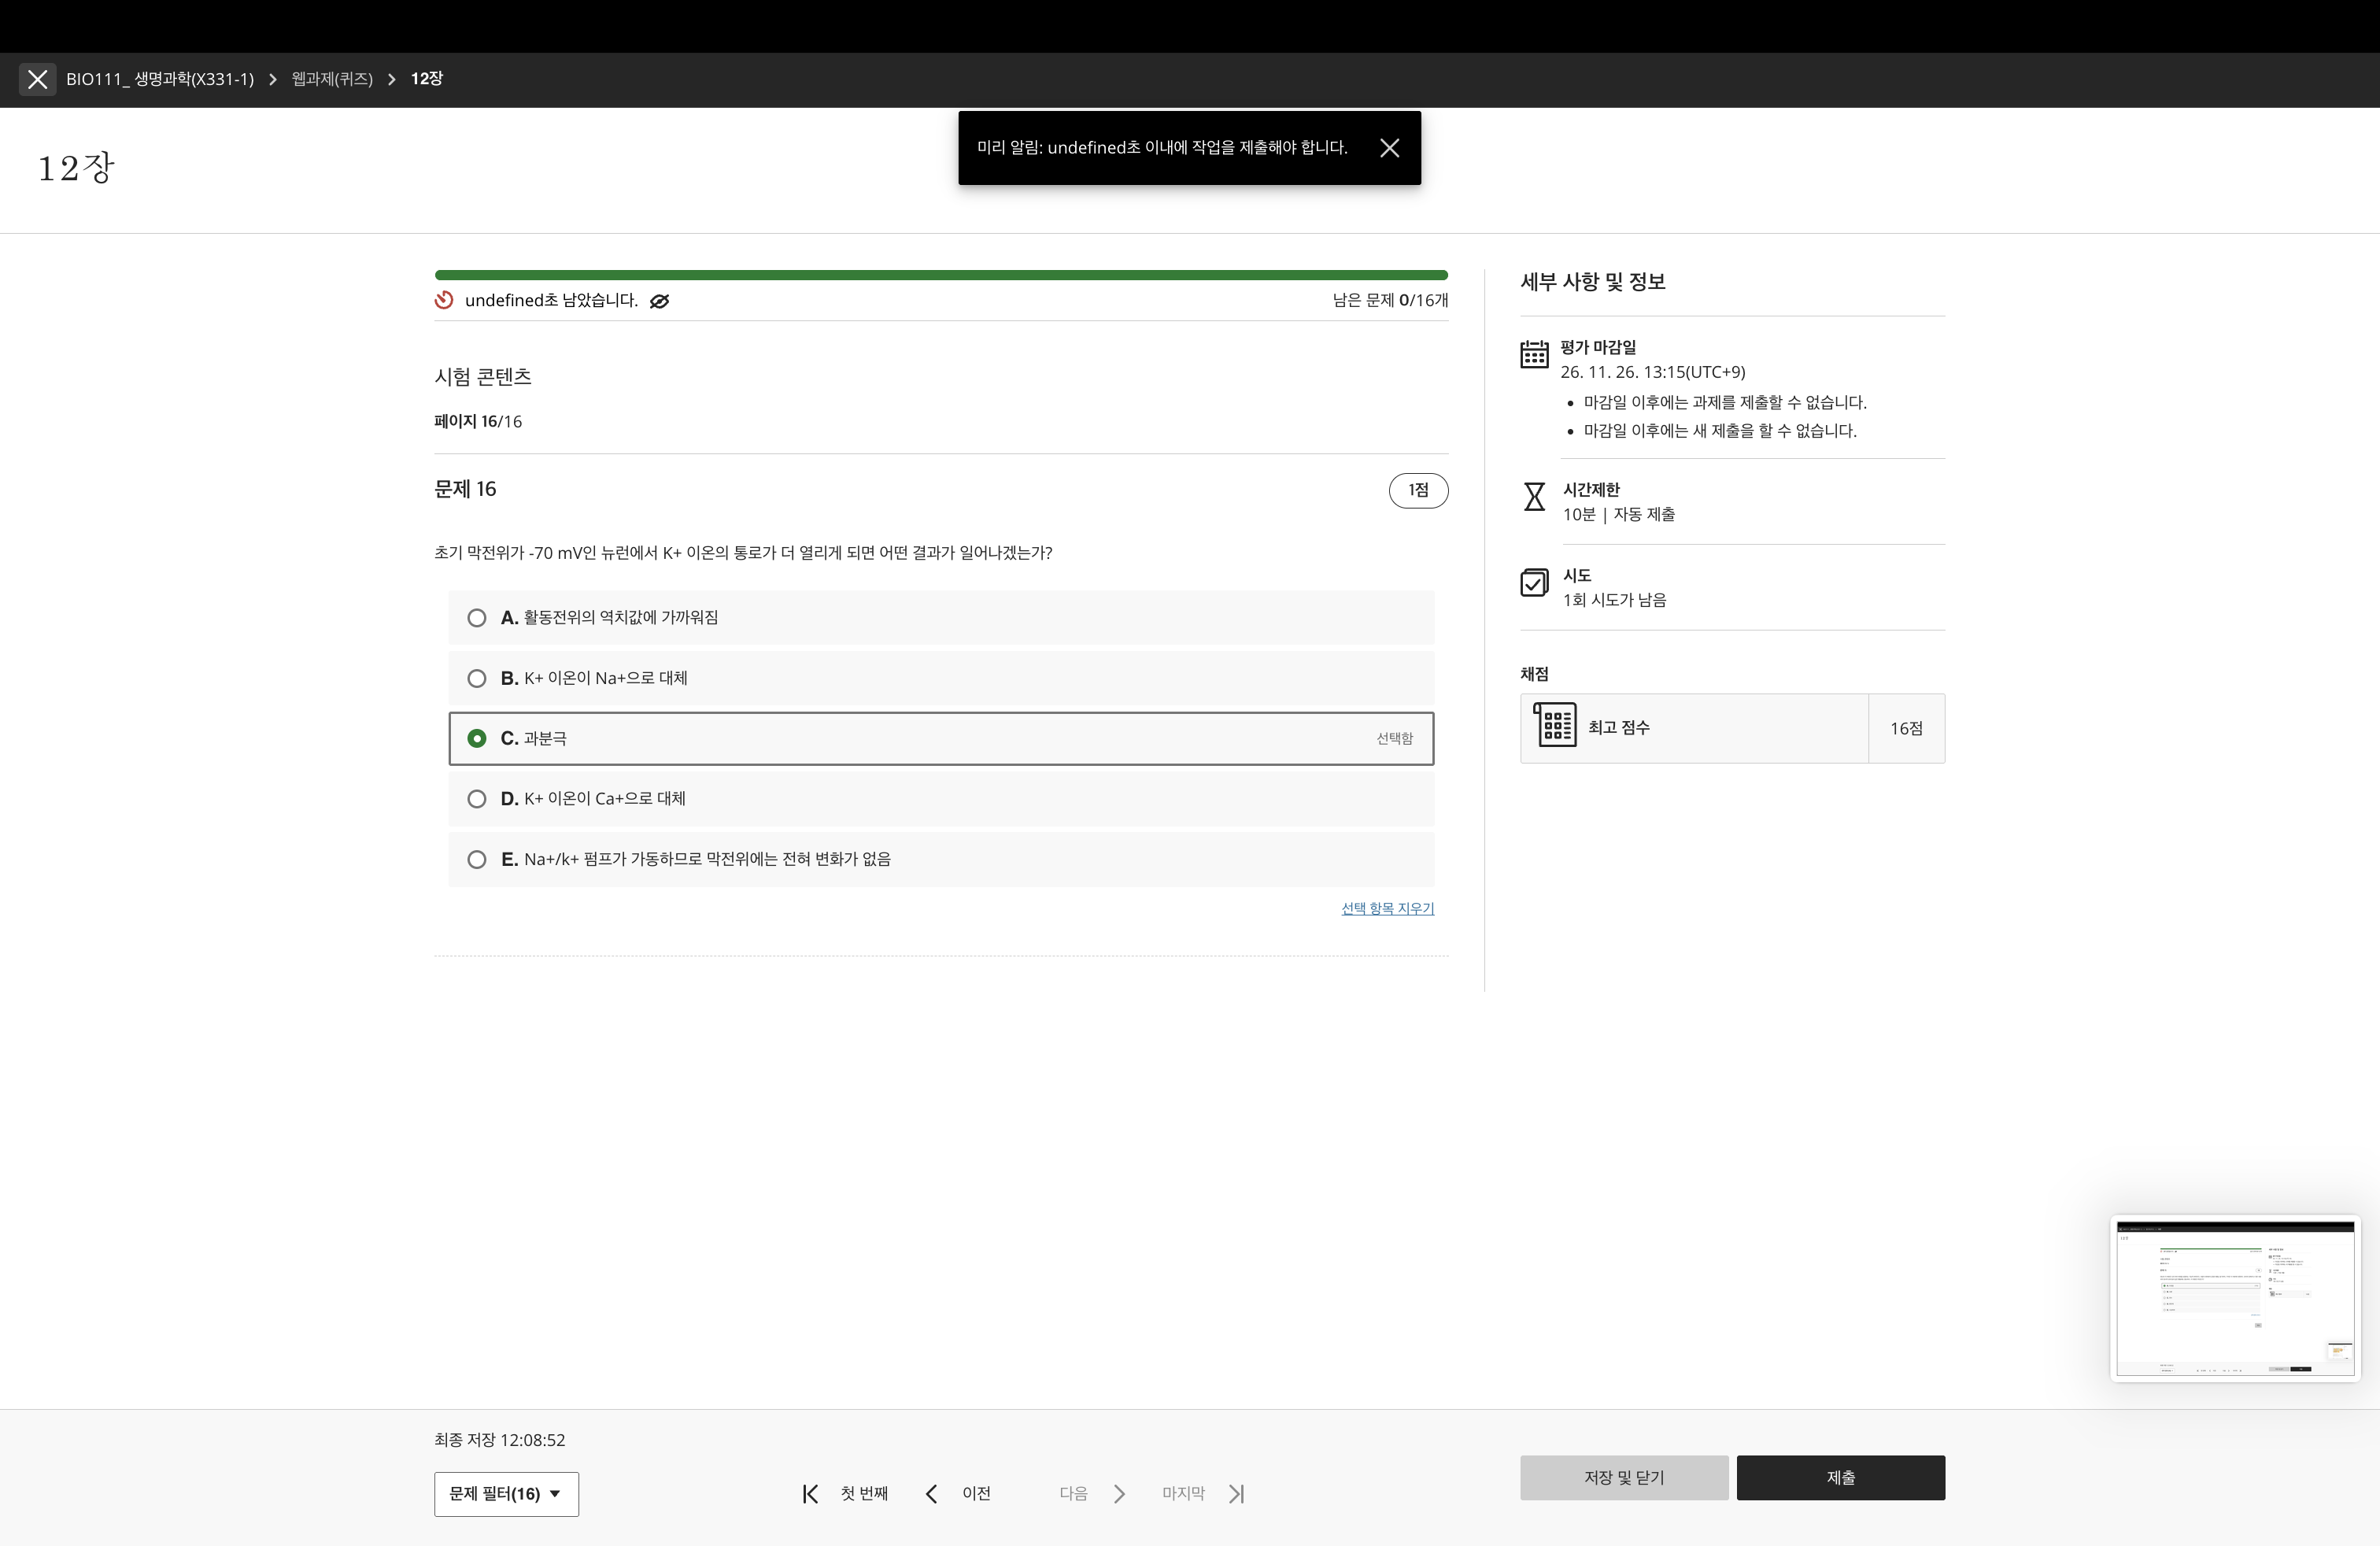 BIO111_ 생명과학(X331-1) > 웹과제(퀴즈) > 12장
미리 알림: undefined초 이내에 작업을 제출해야 합니다.
12장
undefined초 남았습니다.
남은 문제 0/16개
시험 콘텐츠
페이지 16/16
문제 16
1점
초기 막전위가 -70 mV인 뉴런에서 K+ 이온의 통로가 더 열리게 되면 어떤 결과가 일어나겠는가?
A. 활동전위의 역치값에 가까워짐
B. K+ 이온이 Na+으로 대체
C. 과분극
선택함
D. K+ 이온이 Ca+으로 대체
E. Na+/k+ 펌프가 가동하므로 막전위에는 전혀 변화가 없음
선택 항목 지우기
세부 사항 및 정보
평가 마감일
26. 11. 26. 13:15(UTC+9)
• 마감일 이후에는 과제를 제출할 수 없습니다.
• 마감일 이후에는 새 제출을 할 수 없습니다.
시간제한
10분 | 자동 제출
시도
1회 시도가 남음
채점
최고 점수
16점
최종 저장 12:08:52
문제 필터(16)
첫 번째
이전
다음
마지막
저장 및 닫기
제출